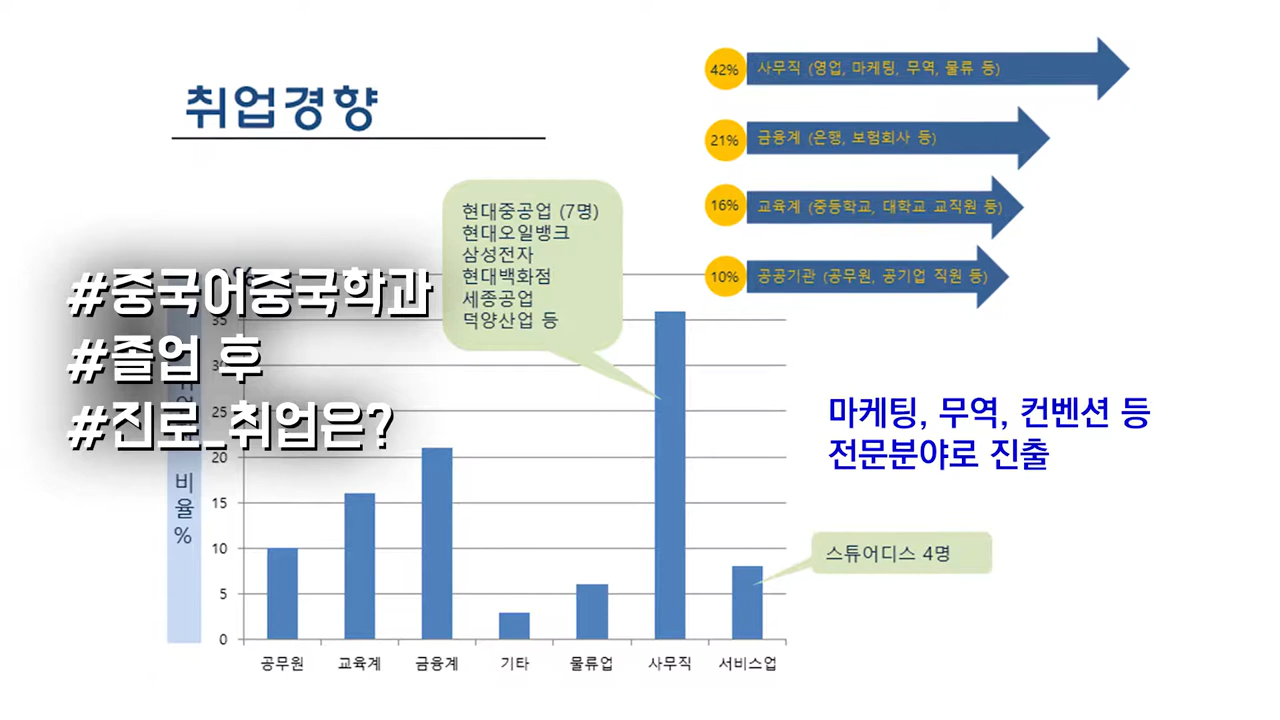 취업경향
42% 사무직 (영업, 마케팅, 무역, 물류 등)
21% 금융계 (은행, 보험회사 등)
16% 교육계 (중등학교, 대학교 교직원 등)
10% 공공기관 (공무원, 공기업 직원 등)
현대중공업 (7명)
현대오일뱅크
삼성전자
현대백화점
세종공업
덕양산업 등
#중국어중국학과
#졸업 후
#진로_취업은?
마케팅, 무역, 컨벤션 등
전문분야로 진출
스튜어디스 4명
비율%
35
25
20
15
10
5
0
공무원 교육계 금융계 기타 물류업 사무직 서비스업